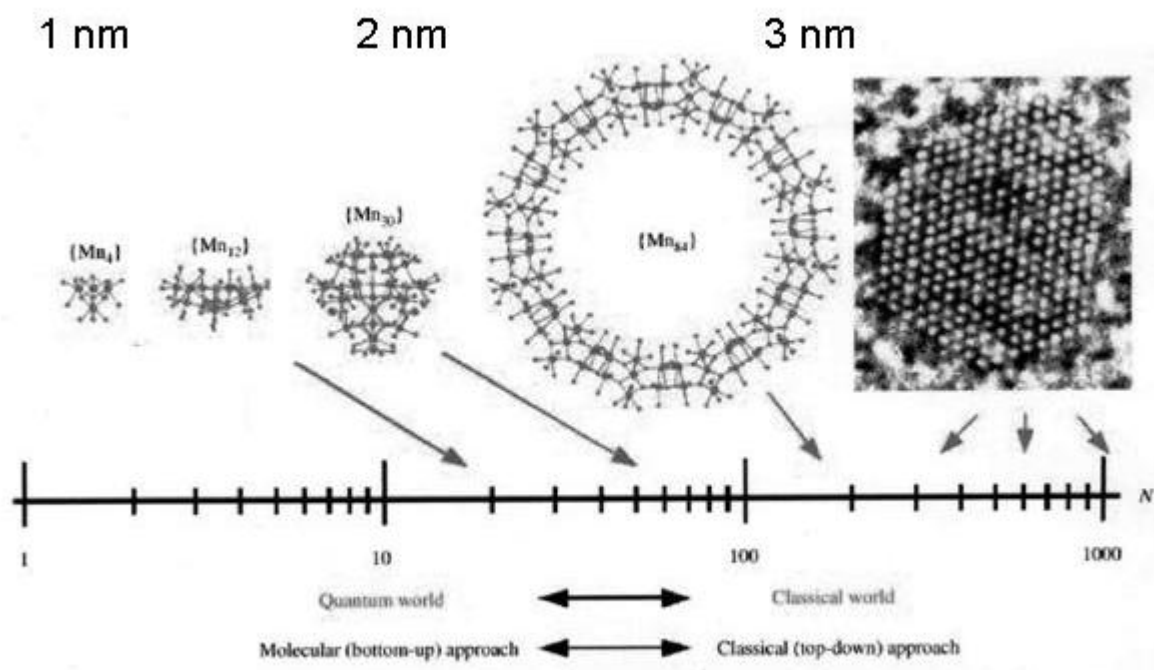 1 nm 2 nm 3 nm
{Mn30}
{Mn4} {Mn12} {Mn84}
N
1 10 100 1000
Quantum world Classical world
Molecular (bottom-up) approach Classical (top-down) approach